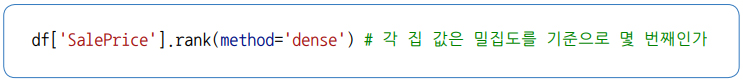 df['SalePrice'].rank(method='dense') # 각 집 값은 밀집도를 기준으로 몇 번째인가